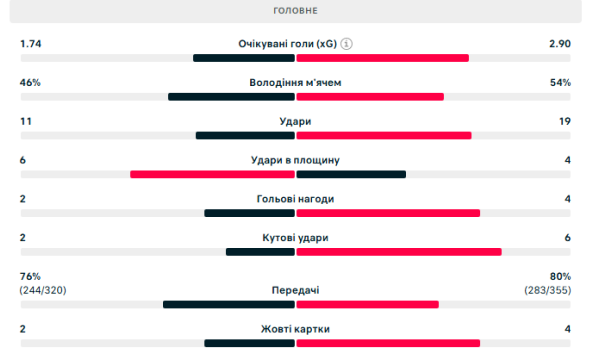 ГОЛОВНЕ
1.74 Очікувані голи (xG) i 2.90
46% Володіння м'ячем 54%
11 Удари 19
6 Удари в площину 4
2 Гольові нагоди 4
2 Кутові удари 6
76% 80%
(244/320) Передачі (283/355)
2 Жовті картки 4